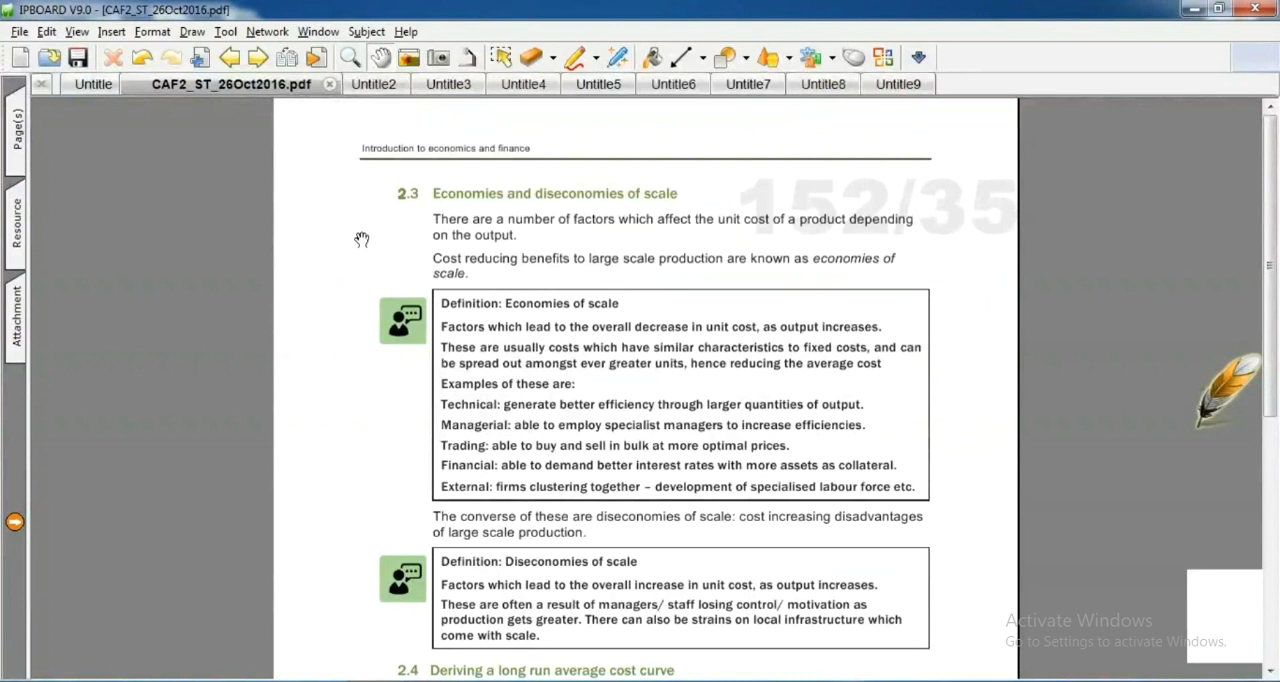 IPBOARD V9.0 - [CAF2_ST_26Oct2016.pdf]
File Edit View Insert Format Draw Tool Network Window Subject Help
Untitle CAF2_ST_26Oct2016.pdf Untitle2 Untitle3 Untitle4 Untitle5 Untitle6 Untitle7 Untitle8 Untitle9
Page(s)
Resource
Attachment
Introduction to economics and finance
152/35
2.3 Economies and diseconomies of scale
There are a number of factors which affect the unit cost of a product depending
on the output.
Cost reducing benefits to large scale production are known as economies of
scale.
Definition: Economies of scale
Factors which lead to the overall decrease in unit cost, as output increases.
These are usually costs which have similar characteristics to fixed costs, and can
be spread out amongst ever greater units, hence reducing the average cost
Examples of these are:
Technical: generate better efficiency through larger quantities of output.
Managerial: able to employ specialist managers to increase efficiencies.
Trading: able to buy and sell in bulk at more optimal prices.
Financial: able to demand better interest rates with more assets as collateral.
External: firms clustering together – development of specialised labour force etc.
The converse of these are diseconomies of scale: cost increasing disadvantages
of large scale production.
Definition: Diseconomies of scale
Factors which lead to the overall increase in unit cost, as output increases.
These are often a result of managers/ staff losing control/ motivation as
production gets greater. There can also be strains on local infrastructure which
come with scale.
2.4 Deriving a long run average cost curve
Activate Windows
Go to Settings to activate Windows.